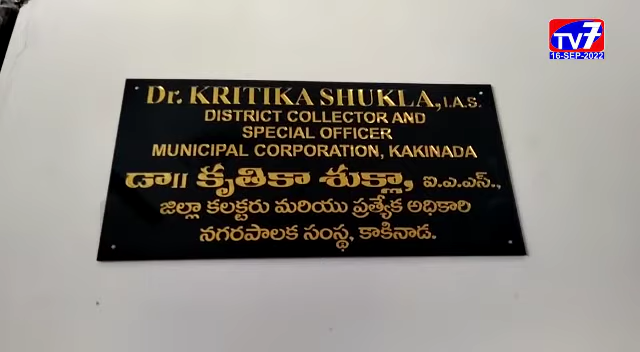 TV7
16-SEP-2022
Dr. KRITIKA SHUKLA, I.A.S.
DISTRICT COLLECTOR AND
SPECIAL OFFICER
MUNICIPAL CORPORATION, KAKINADA
డా॥ కృతికా శుక్లా, ఐ.ఎ.ఎస్.,
జిల్లా కలక్టరు మరియు ప్రత్యేక అధికారి
నగరపాలక సంస్థ, కాకినాడ.